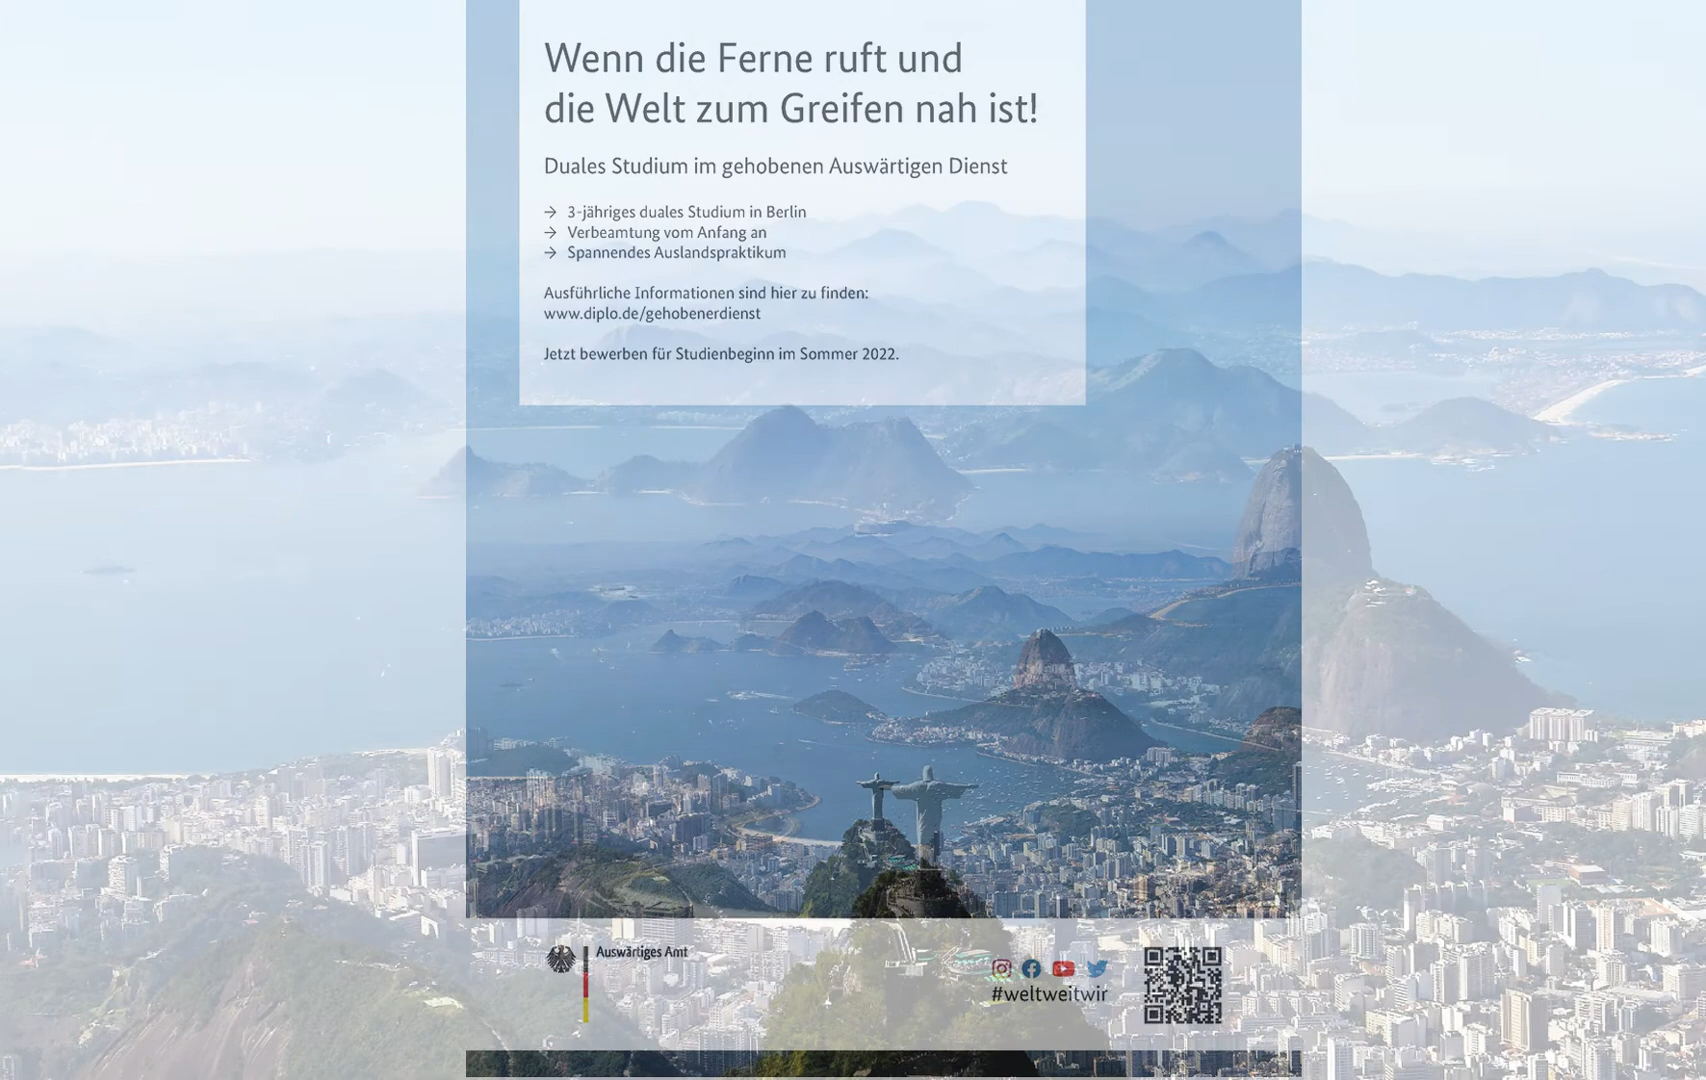 Wenn die Ferne ruft und
die Welt zum Greifen nah ist!
Duales Studium im gehobenen Auswärtigen Dienst
→ 3-jähriges duales Studium in Berlin
→ Verbeamtung vom Anfang an
→ Spannendes Auslandspraktikum
Ausführliche Informationen sind hier zu finden:
www.diplo.de/gehobenerdienst
Jetzt bewerben für Studienbeginn im Sommer 2022.
Auswärtiges Amt
#weltweitwir